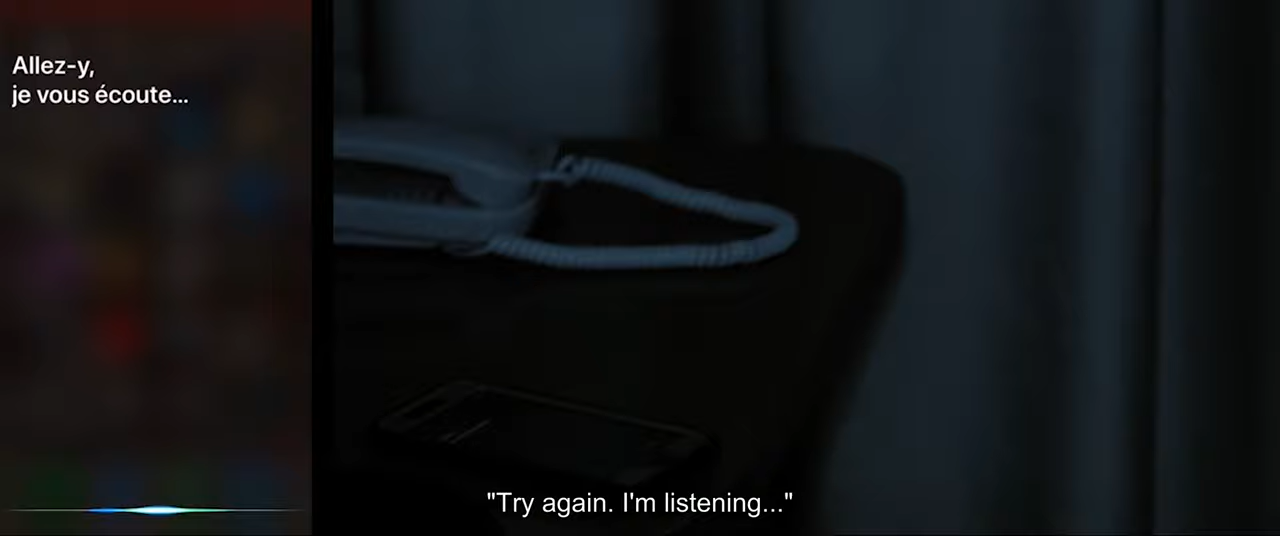 Allez-y,
je vous écoute...
"Try again. I'm listening..."